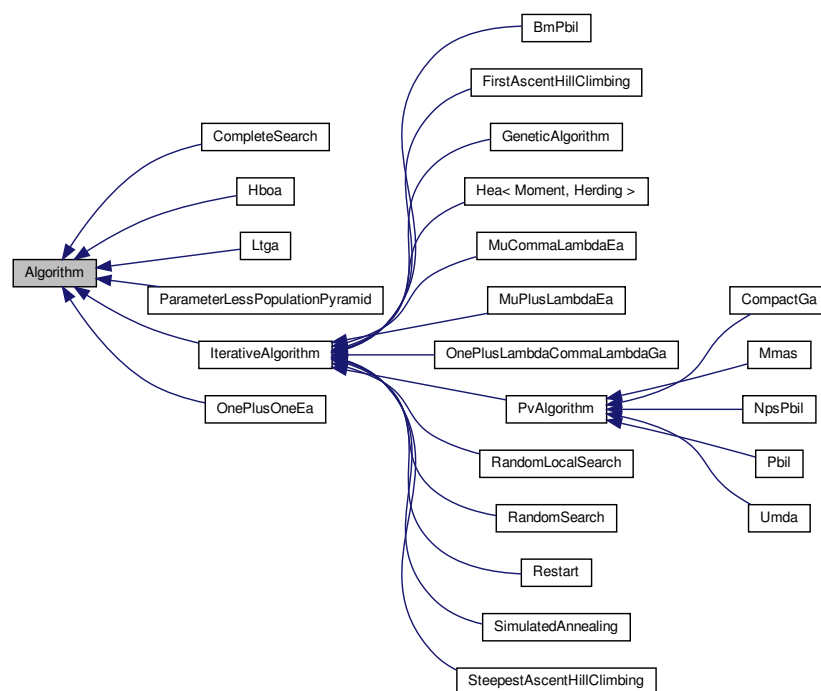 BmPbil
FirstAscentHillClimbing
CompleteSearch
GeneticAlgorithm
Hboa
Hea< Moment, Herding >
Ltga
MuCommaLambdaEa
Algorithm
ParameterLessPopulationPyramid
MuPlusLambdaEa
CompactGa
IterativeAlgorithm
OnePlusLambdaCommaLambdaGa
Mmas
OnePlusOneEa
PvAlgorithm
NpsPbil
RandomLocalSearch
Pbil
RandomSearch
Umda
Restart
SimulatedAnnealing
SteepestAscentHillClimbing